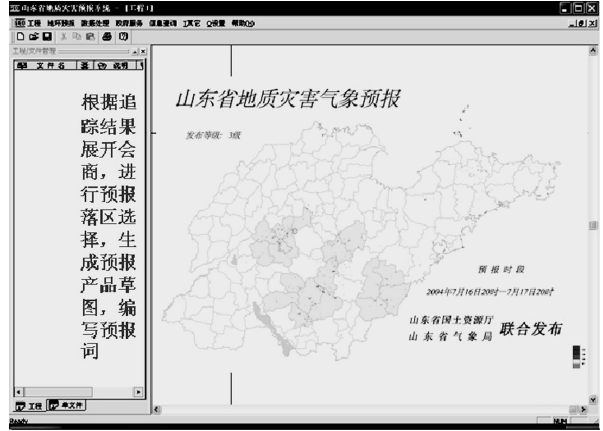 山东省地质灾害预报系统 - [工程1]
工程 地环预报 数据处理 政府服务 信息查询 工具它 Q设置 帮助(H)
工程/文件管理
文件名 说明
根据追
踪结果
展开会
商，进
行预报
落区选
择，生
成预报
产品草
图，编
写预报
词
山东省地质灾害气象预报
发布等级: 3级
预报时段
2004年7月16日20时—7月17日20时
山东省国土资源厅
山东省气象局
联合发布
工程 单文件
Ready
NUM